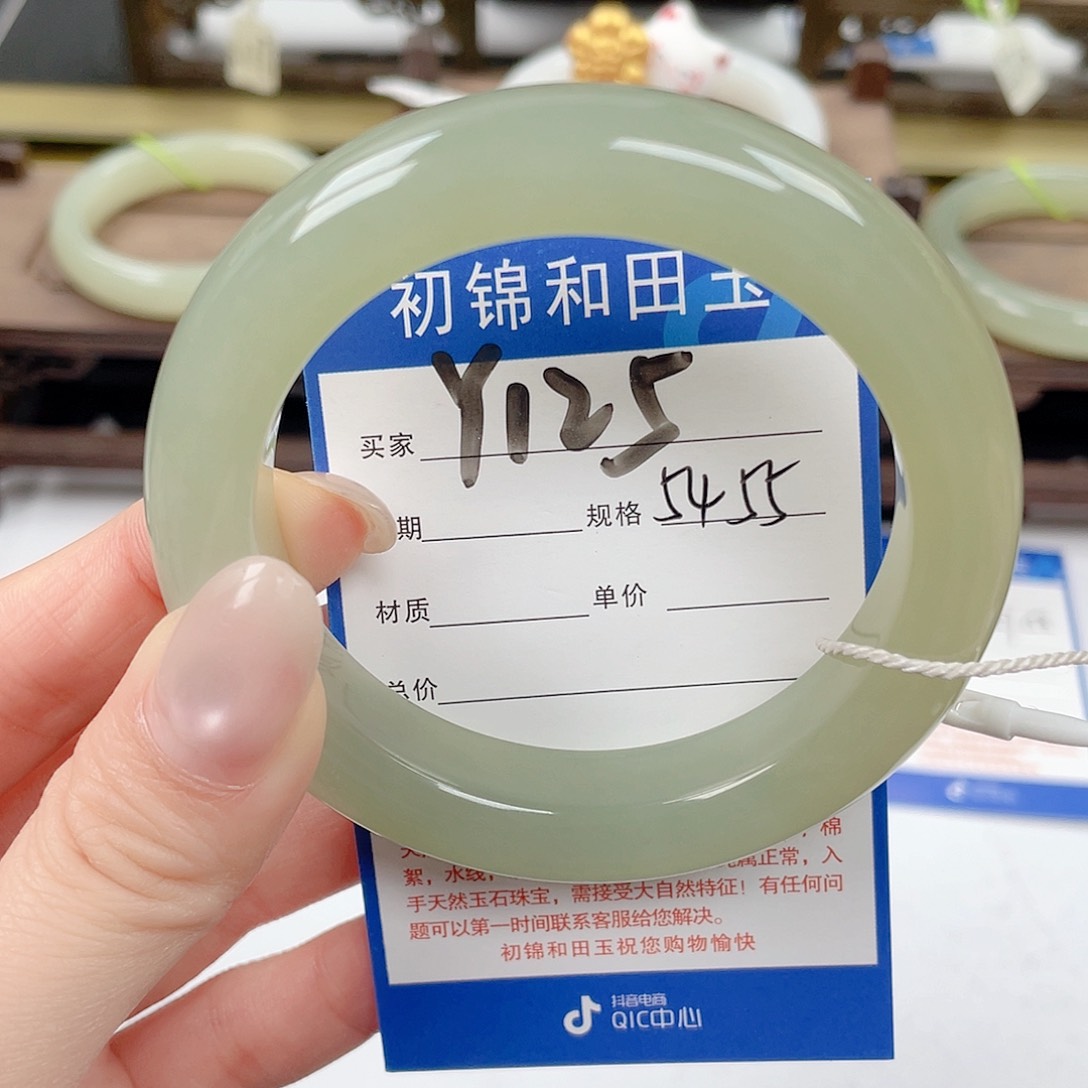 初锦和田玉
买家 Y125
期 规格 5455
材质 单价
总价
，棉
絮，水线， 属正常，入
手天然玉石珠宝，需接受大自然特征！有任何问
题可以第一时间联系客服给您解决。
初锦和田玉祝您购物愉快
抖音电商
QIC中心